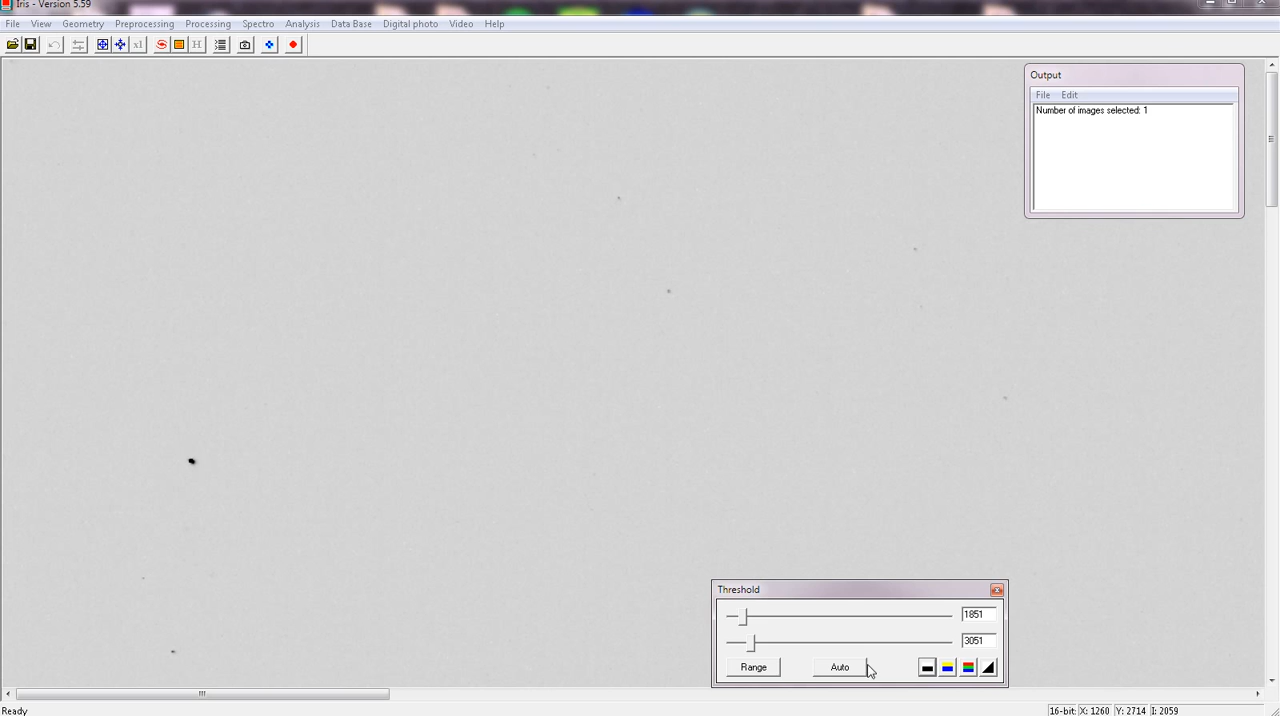 Iris - Version 5.59
File View Geometry Preprocessing Processing Spectro Analysis Data Base Digital photo Video Help
x1 H
Output
File Edit
Number of images selected: 1
Threshold
1851
3051
Range Auto
Ready 16-bit: X: 1260 Y: 2714 I: 2059